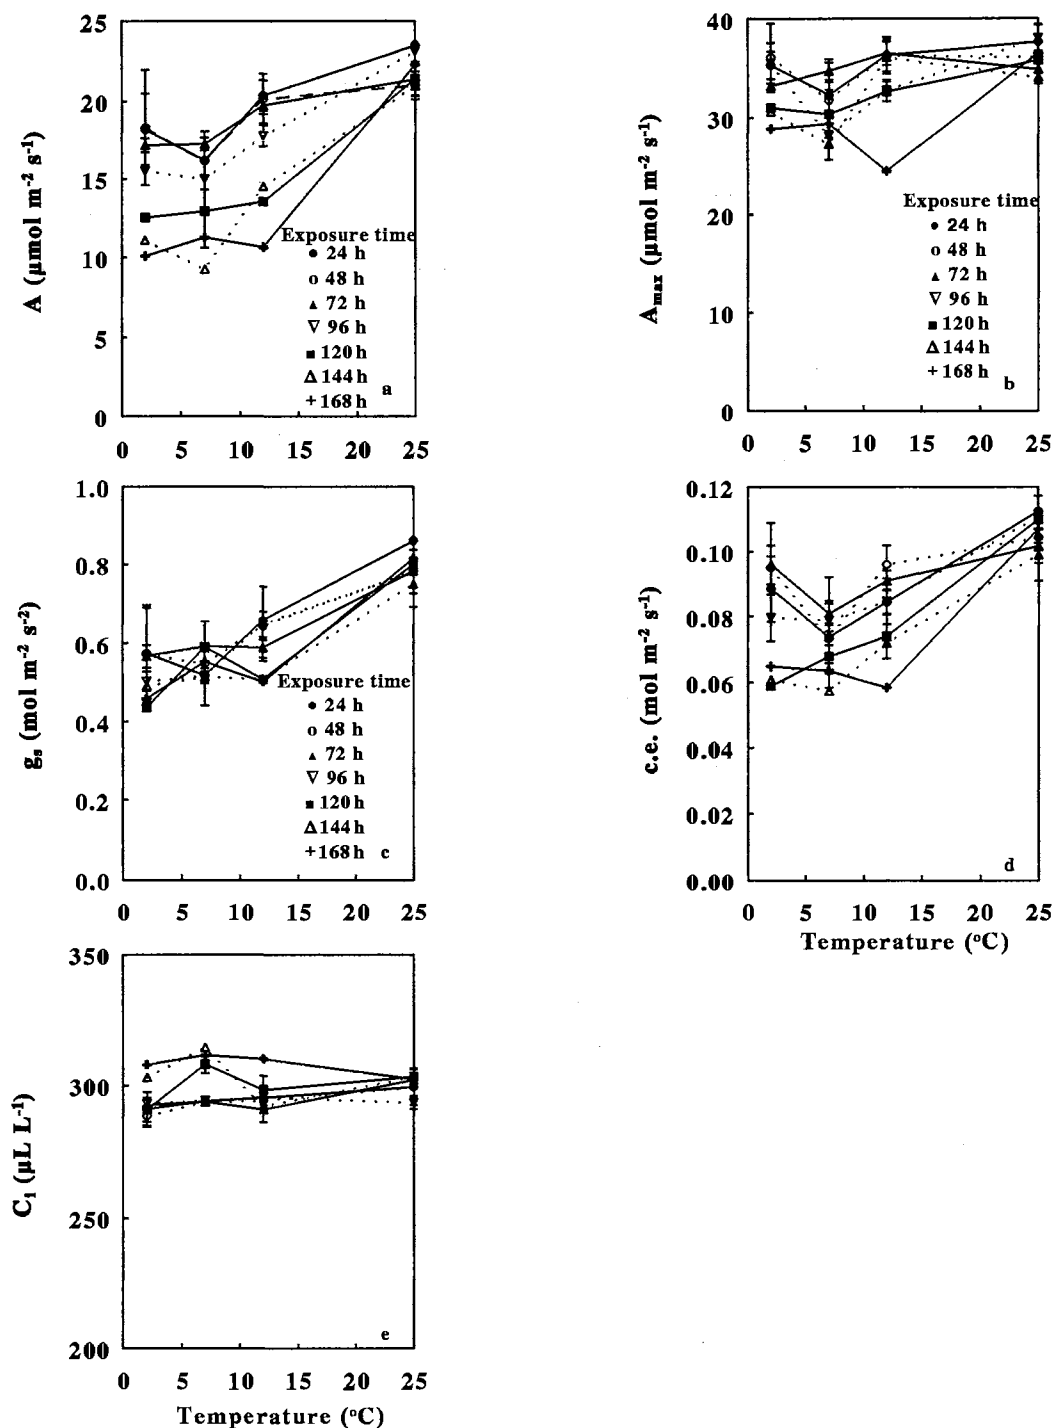 25
20
15
10
5
0
A (µmol m-2 s-1)
Exposure time
24 h
48 h
72 h
96 h
120 h
144 h
168 h
a
0 5 10 15 20 25
40
30
20
10
0
Amax (µmol m-2 s-1)
Exposure time
24 h
48 h
72 h
96 h
120 h
144 h
168 h
b
0 5 10 15 20 25
1.0
0.8
0.6
0.4
0.2
0.0
gs (mol m-2 s-2)
Exposure time
24 h
48 h
72 h
96 h
120 h
144 h
168 h
c
0 5 10 15 20 25
0.12
0.10
0.08
0.06
0.04
0.02
0.00
c.e. (mol m-2 s-1)
d
0 5 10 15 20 25
Temperature (oC)
350
300
250
200
Ci (µL L-1)
e
0 5 10 15 20 25
Temperature (oC)